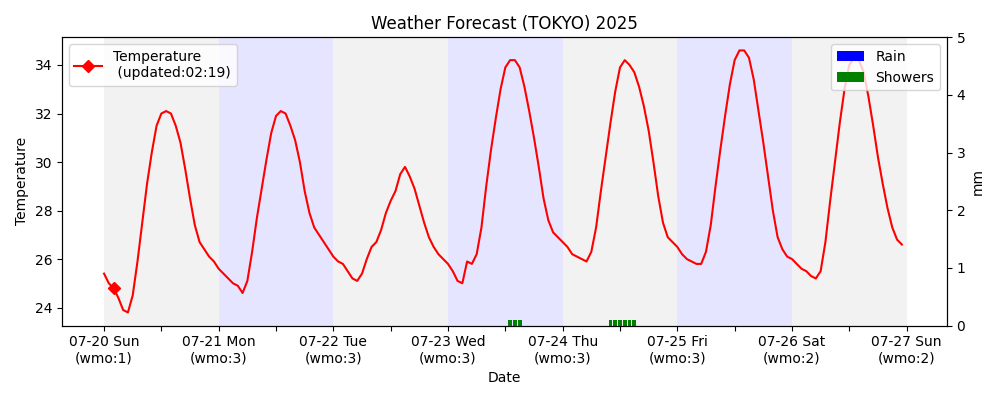 Weather Forecast (TOKYO) 2025
Temperature
(updated:02:19)
Rain
Showers
34
32
30
28
26
24
Temperature
5
4
3
2
1
0
mm
07-20 Sun
(wmo:1)
07-21 Mon
(wmo:3)
07-22 Tue
(wmo:3)
07-23 Wed
(wmo:3)
07-24 Thu
(wmo:3)
07-25 Fri
(wmo:3)
07-26 Sat
(wmo:2)
07-27 Sun
(wmo:2)
Date